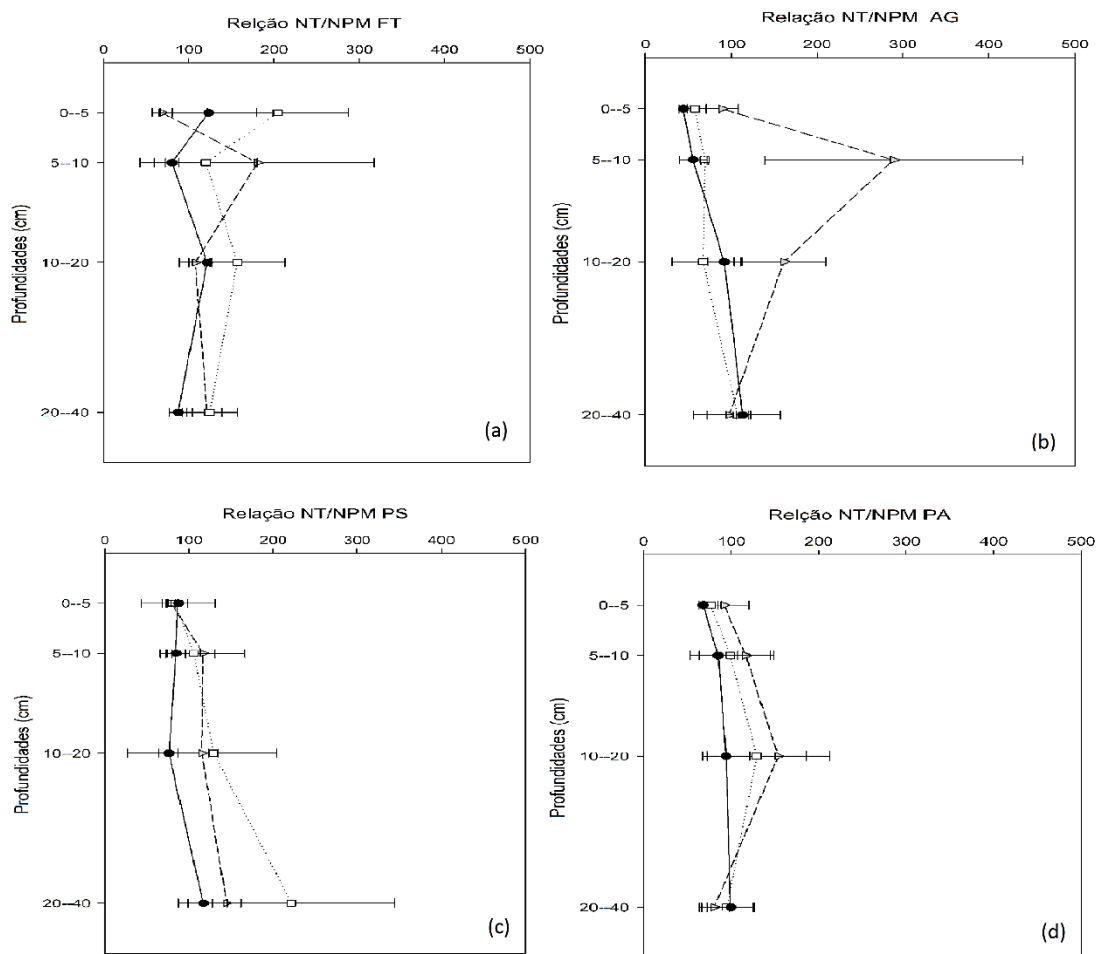 Relção NT/NPM FT
0 100 200 300 400 500
Profundidades (cm)
0--5
5--10
10--20
20--40
(a)
Relação NT/NPM AG
0 100 200 300 400 500
Profundidades (cm)
0--5
5--10
10--20
20--40
(b)
Relação NT/NPM PS
0 100 200 300 400 500
Profundidades (cm)
0--5
5--10
10--20
20--40
(c)
Relção NT/NPM PA
0 100 200 300 400 500
Profundidades (cm)
0--5
5--10
10--20
20--40
(d)